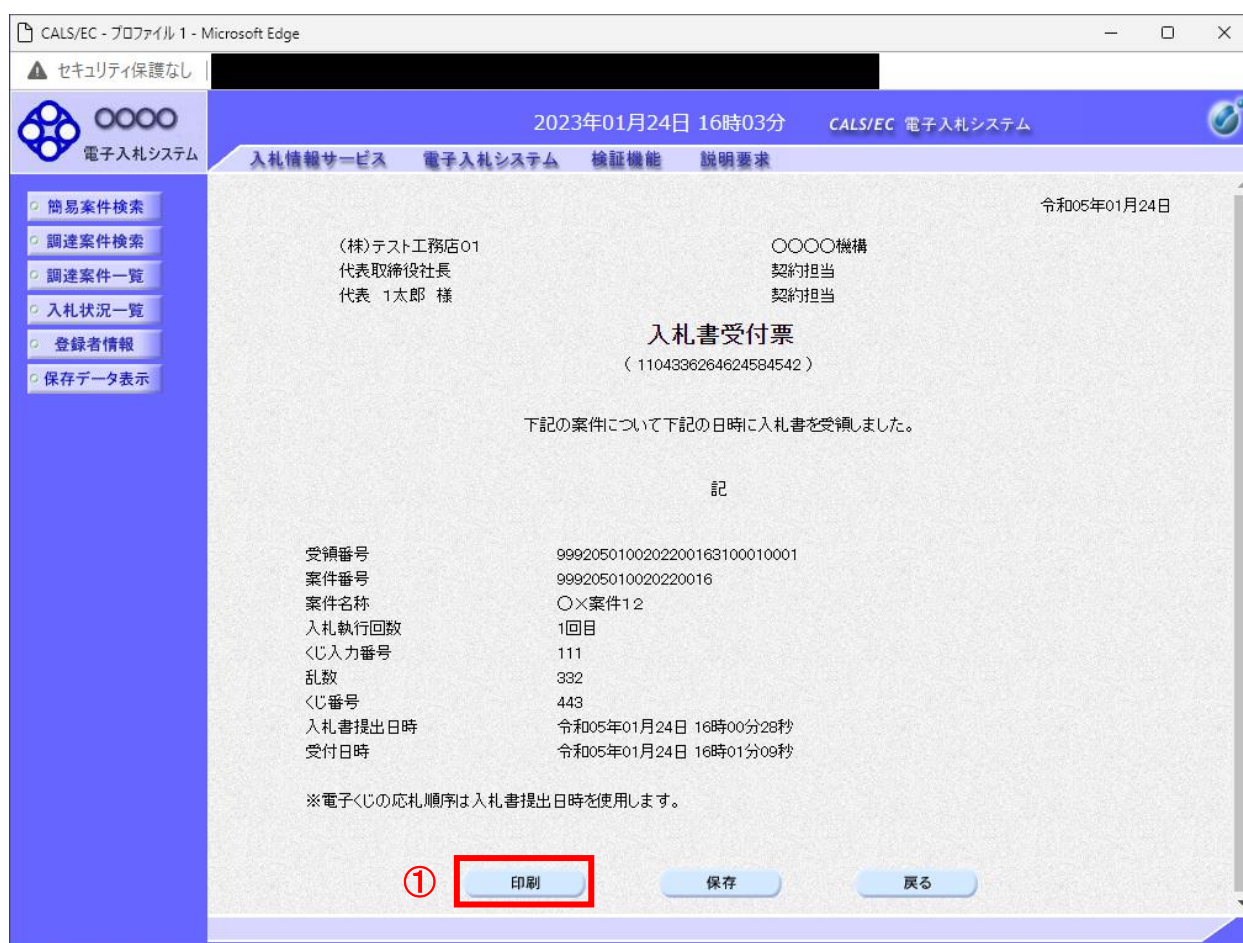 CALS/EC - プロファイル 1 - Microsoft Edge
セキュリティ保護なし
〇〇〇〇
電子入札システム
2023年01月24日 16時03分
CALS/EC 電子入札システム
入札情報サービス 電子入札システム 検証機能 説明要求
簡易案件検索
調達案件検索
調達案件一覧
入札状況一覧
登録者情報
保存データ表示
令和05年01月24日
(株)テスト工務店01 〇〇〇〇機構
代表取締役社長 契約担当
代表 1太郎 様 契約担当
入札書受付票
( 1104336264624584542 )
下記の案件について下記の日時に入札書を受領しました。
記
受領番号 9992050100202200163100010001
案件番号 999205010020220016
案件名称 〇×案件12
入札執行回数 1回目
くじ入力番号 111
乱数 332
くじ番号 443
入札書提出日時 令和05年01月24日 16時00分28秒
受付日時 令和05年01月24日 16時01分09秒
※電子くじの応札順序は入札書提出日時を使用します。
① 印刷 保存 戻る